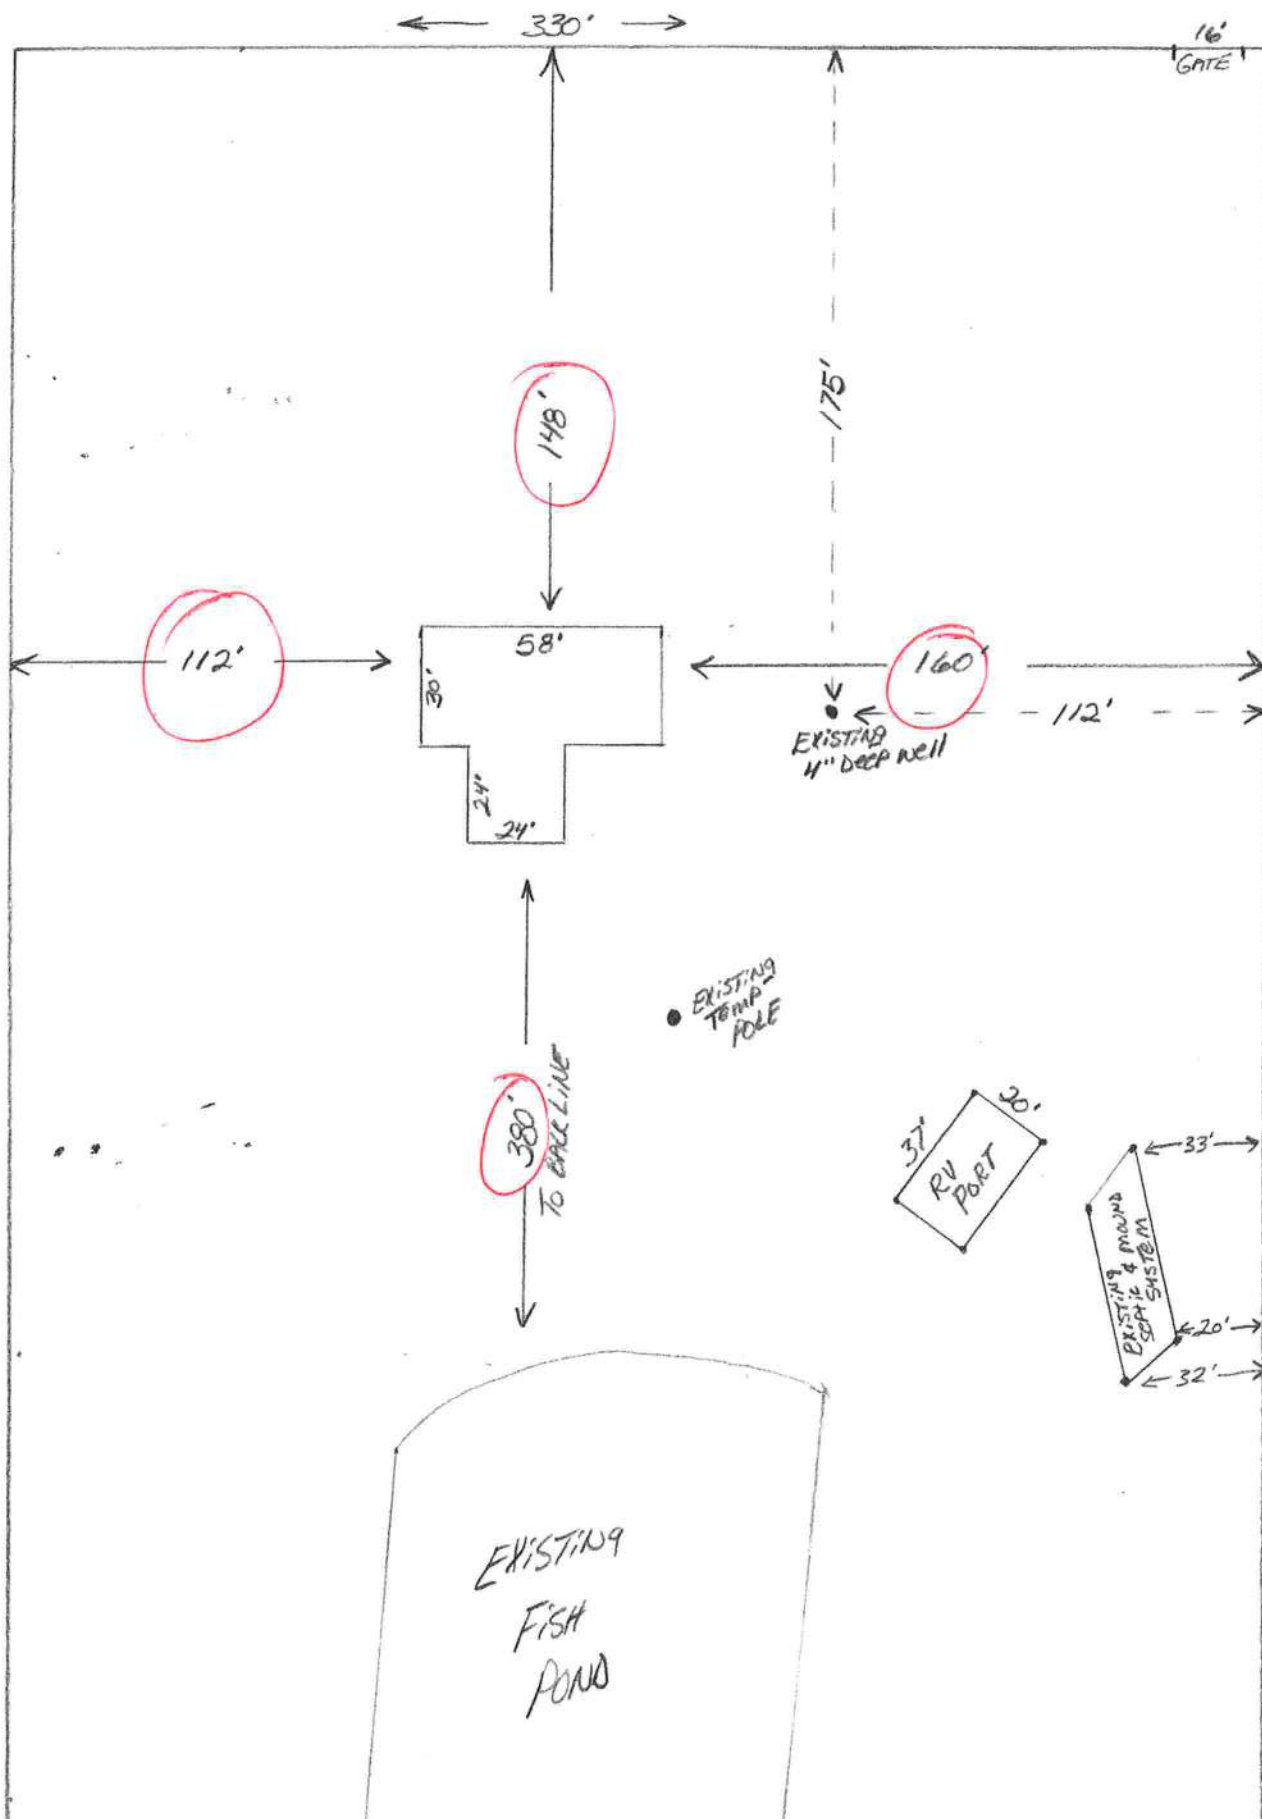 330'
16'
GATE
148'
175'
112'
58'
30'
160'
112'
EXISTING
4" DEEP WELL
24'
24'
EXISTING
TEMP
POLE
380'
TO BACK LINE
37'
20'
RV
PORT
33'
EXISTING
SEPTIC & MOUND
SYSTEM
20'
32'
EXISTING
FISH
POND